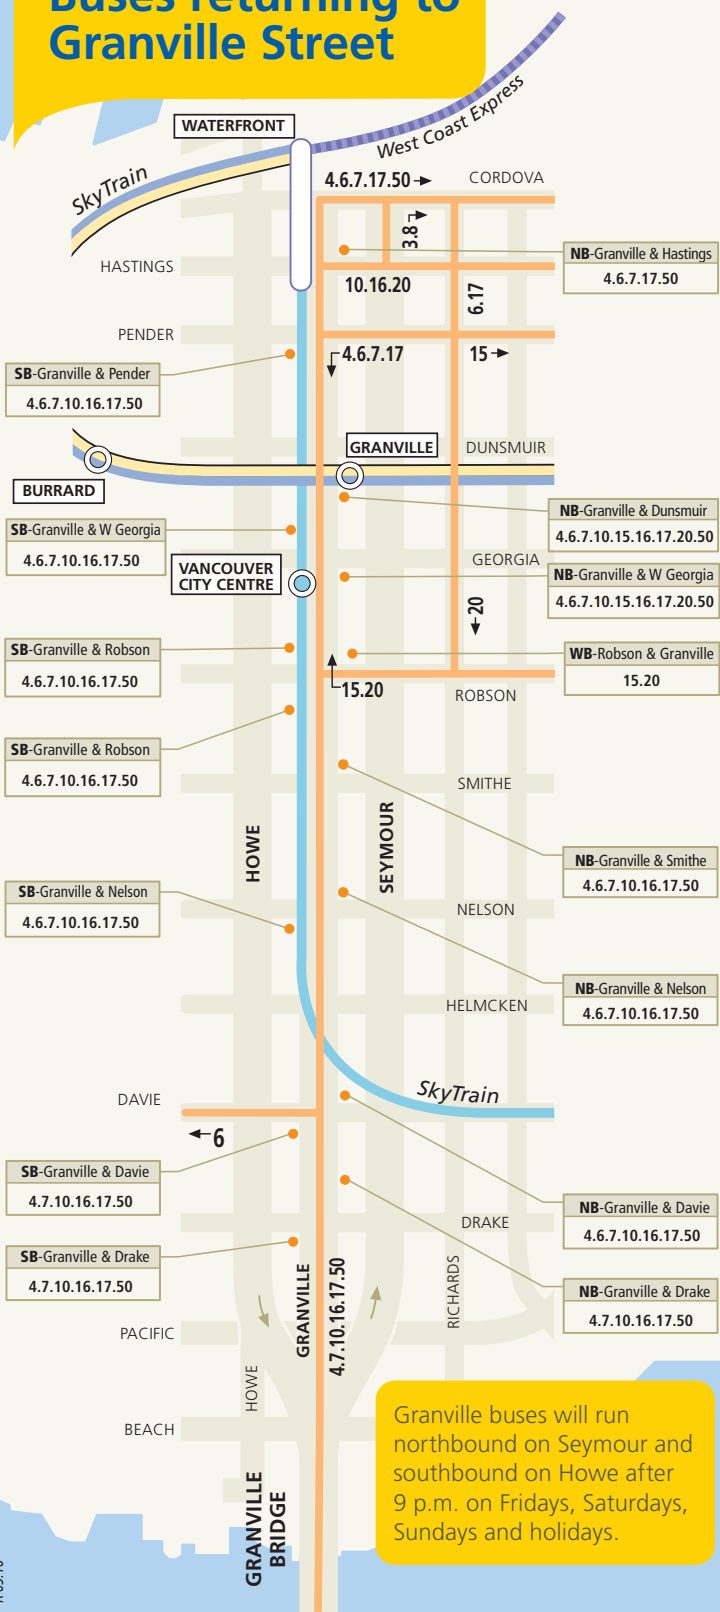 Buses returning to
Granville Street
WATERFRONT
West Coast Express
SkyTrain
4.6.7.17.50
CORDOVA
3.8
NB-Granville & Hastings
4.6.7.17.50
HASTINGS
10.16.20
6.17
PENDER
4.6.7.17
15
SB-Granville & Pender
4.6.7.10.16.17.50
GRANVILLE
DUNSMUIR
BURRARD
NB-Granville & Dunsmuir
4.6.7.10.15.16.17.20.50
SB-Granville & W Georgia
4.6.7.10.16.17.50
GEORGIA
VANCOUVER
CITY CENTRE
NB-Granville & W Georgia
4.6.7.10.15.16.17.20.50
20
SB-Granville & Robson
4.6.7.10.16.17.50
WB-Robson & Granville
15.20
15.20
ROBSON
SB-Granville & Robson
4.6.7.10.16.17.50
SMITHE
HOWE
SEYMOUR
NB-Granville & Smithe
4.6.7.10.16.17.50
SB-Granville & Nelson
4.6.7.10.16.17.50
NELSON
NB-Granville & Nelson
4.6.7.10.16.17.50
HELMCKEN
SkyTrain
DAVIE
6
SB-Granville & Davie
4.7.10.16.17.50
NB-Granville & Davie
4.6.7.10.16.17.50
DRAKE
SB-Granville & Drake
4.7.10.16.17.50
NB-Granville & Drake
4.7.10.16.17.50
GRANVILLE
4.7.10.16.17.50
RICHARDS
PACIFIC
HOWE
BEACH
Granville buses will run
northbound on Seymour and
southbound on Howe after
9 p.m. on Fridays, Saturdays,
Sundays and holidays.
GRANVILLE
BRIDGE